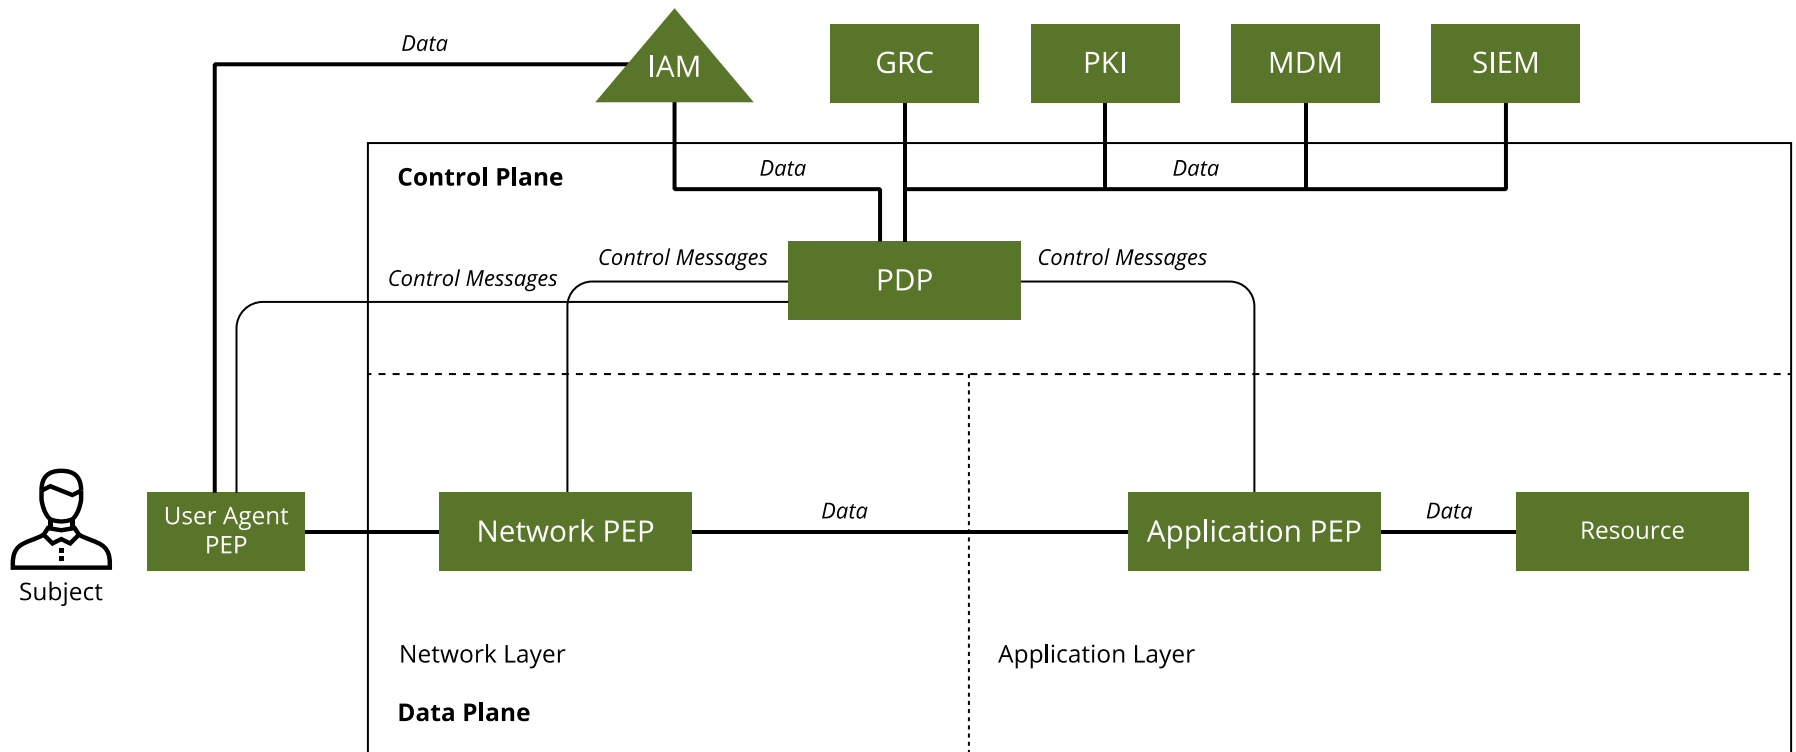 Data
IAM
GRC
PKI
MDM
SIEM
Control Plane
Data
Data
Control Messages
Control Messages
Control Messages
PDP
User Agent
PEP
Network PEP
Data
Application PEP
Data
Resource
Subject
Network Layer
Application Layer
Data Plane